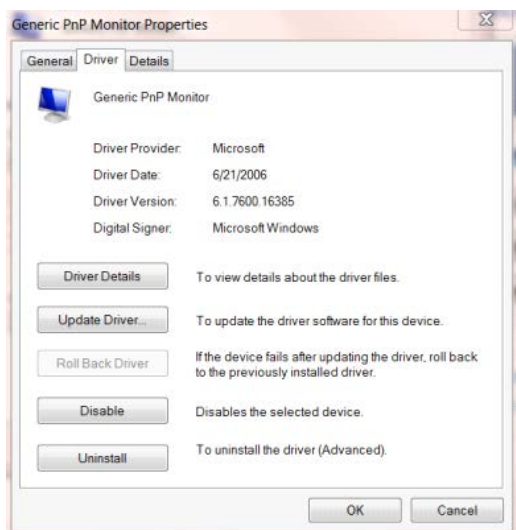 Generic PnP Monitor Properties
General Driver Details
Generic PnP Monitor
Driver Provider: Microsoft
Driver Date: 6/21/2006
Driver Version: 6.1.7600.16385
Digital Signer: Microsoft Windows
Driver Details To view details about the driver files.
Update Driver... To update the driver software for this device.
Roll Back Driver If the device fails after updating the driver, roll back
to the previously installed driver.
Disable Disables the selected device.
Uninstall To uninstall the driver (Advanced).
OK Cancel